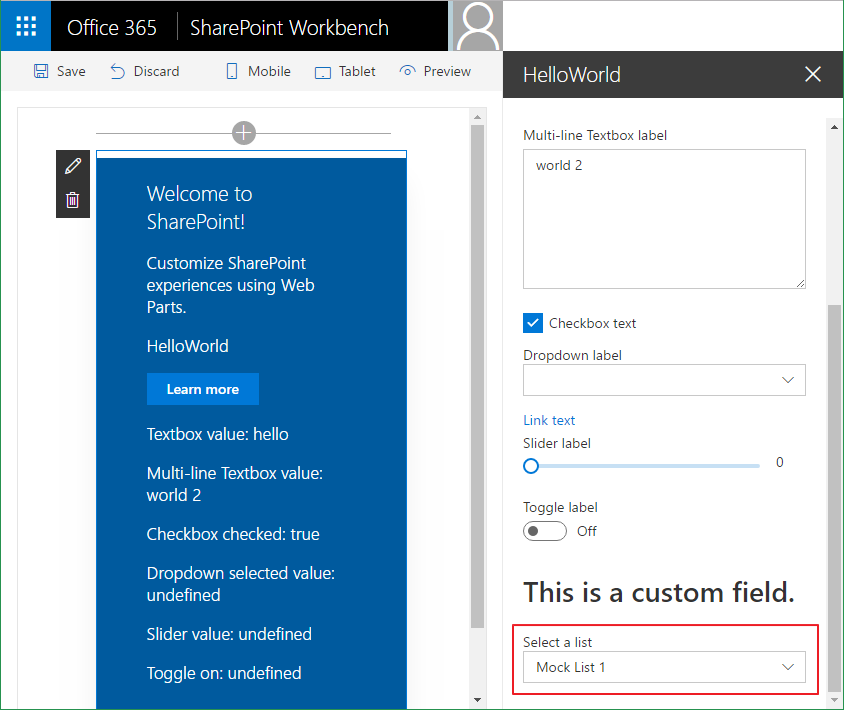 Office 365
SharePoint Workbench
Save
Discard
Mobile
Tablet
Preview
Welcome to
SharePoint!
Customize SharePoint
experiences using Web
Parts.
HelloWorld
Learn more
Textbox value: hello
Multi-line Textbox value:
world 2
Checkbox checked: true
Dropdown selected value:
undefined
Slider value: undefined
Toggle on: undefined
HelloWorld
Multi-line Textbox label
world 2
Checkbox text
Dropdown label
Link text
Slider label
0
Toggle label
Off
This is a custom field.
Select a list
Mock List 1